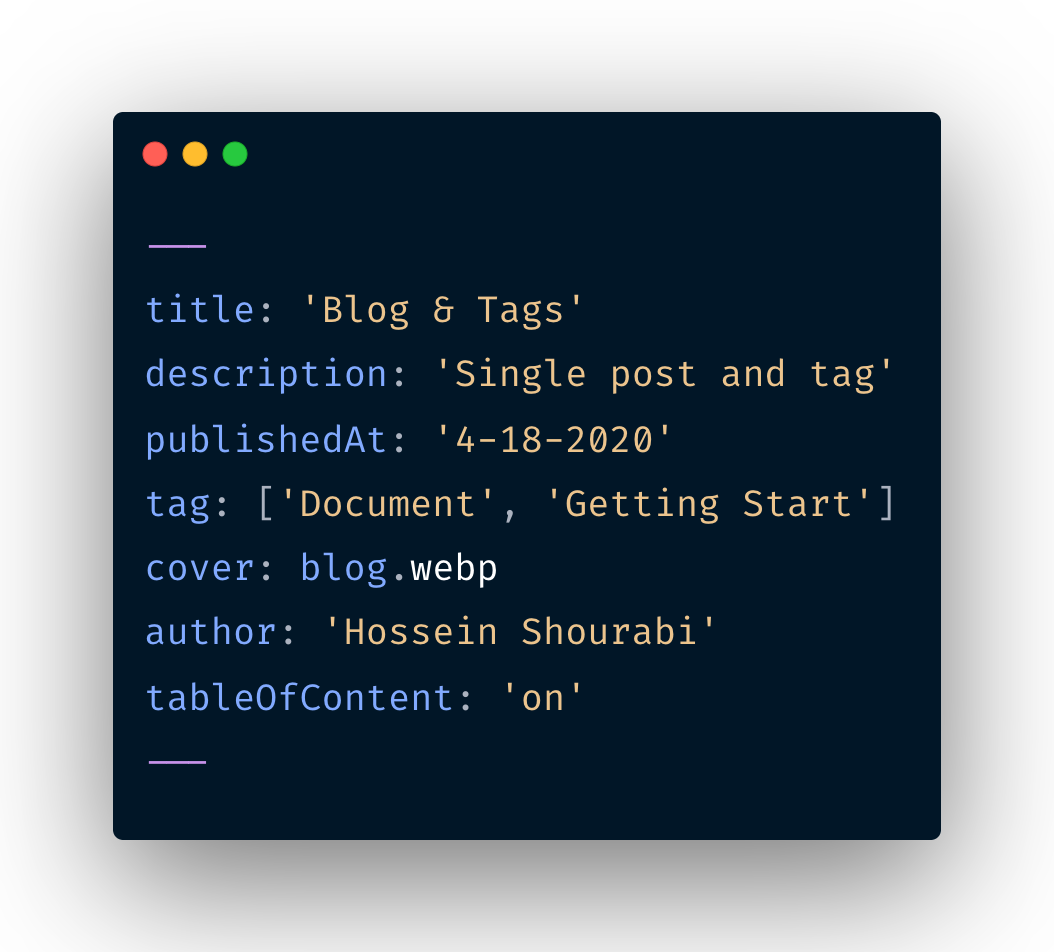 ---
title: 'Blog & Tags'
description: 'Single post and tag'
publishedAt: '4-18-2020'
tag: ['Document', 'Getting Start']
cover: blog.webp
author: 'Hossein Shourabi'
tableOfContent: 'on'
---